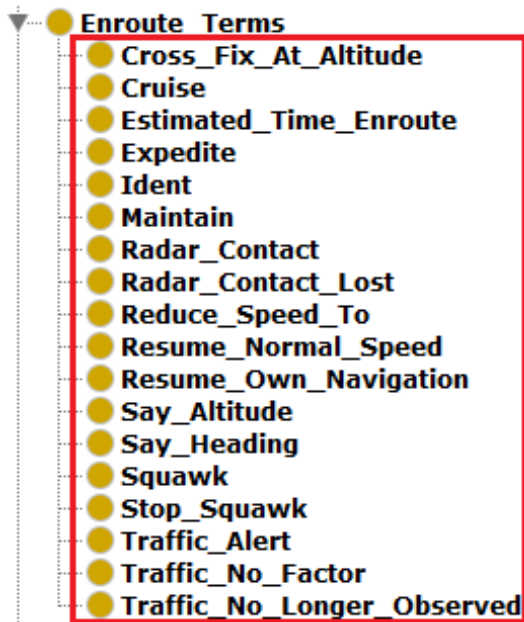 Enroute_Terms
Cross_Fix_At_Altitude
Cruise
Estimated_Time_Enroute
Expedite
Ident
Maintain
Radar_Contact
Radar_Contact_Lost
Reduce_Speed_To
Resume_Normal_Speed
Resume_Own_Navigation
Say_Altitude
Say_Heading
Squawk
Stop_Squawk
Traffic_Alert
Traffic_No_Factor
Traffic_No_Longer_Observed